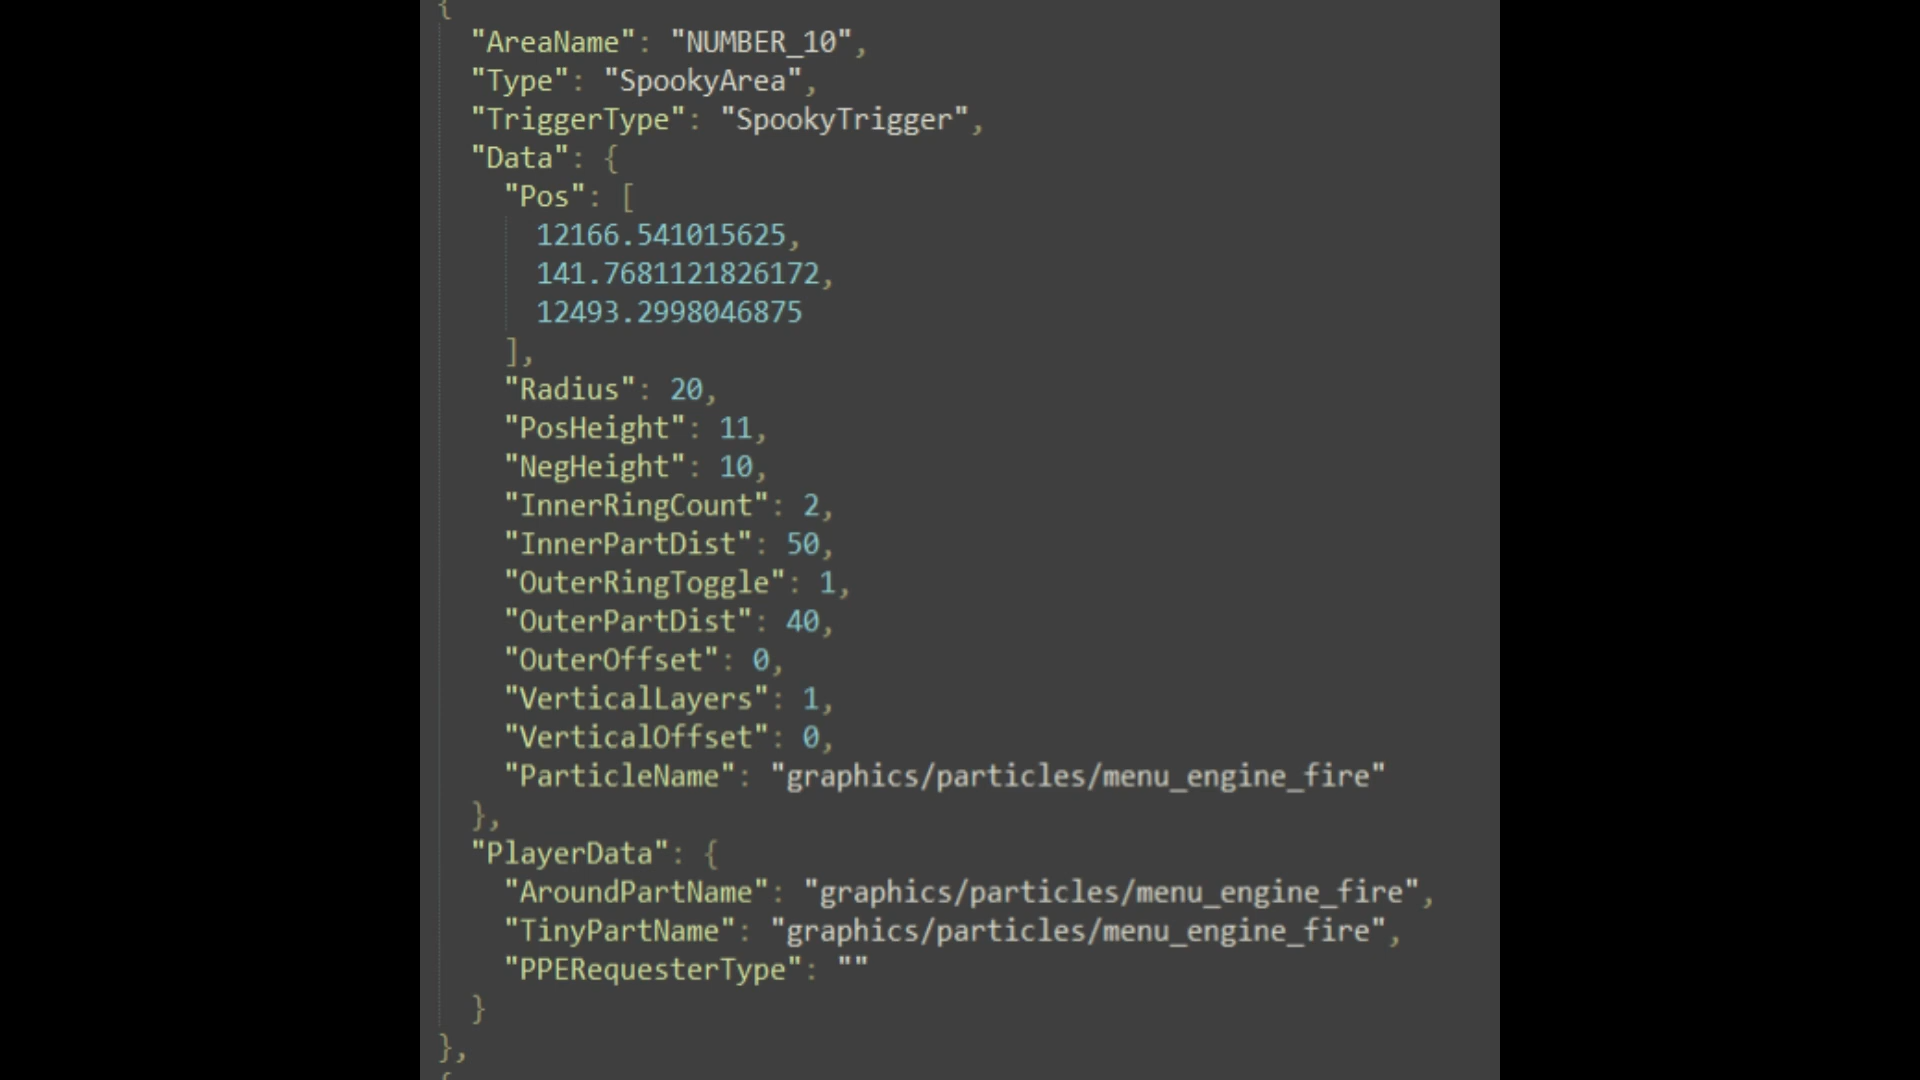 {
"AreaName": "NUMBER_10",
"Type": "SpookyArea",
"TriggerType": "SpookyTrigger",
"Data": {
"Pos": [
12166.541015625,
141.7681121826172,
12493.2998046875
],
"Radius": 20,
"PosHeight": 11,
"NegHeight": 10,
"InnerRingCount": 2,
"InnerPartDist": 50,
"OuterRingToggle": 1,
"OuterPartDist": 40,
"OuterOffset": 0,
"VerticalLayers": 1,
"VerticalOffset": 0,
"ParticleName": "graphics/particles/menu_engine_fire"
},
"PlayerData": {
"AroundPartName": "graphics/particles/menu_engine_fire",
"TinyPartName": "graphics/particles/menu_engine_fire",
"PPERequesterType": ""
}
},
{